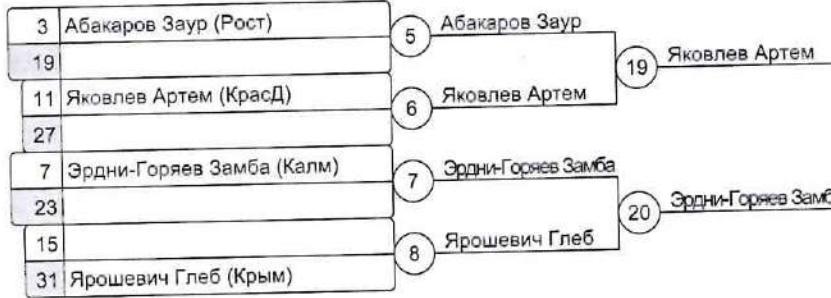 3 Абакаров Заур (Рост)
19
5 Абакаров Заур
11 Яковлев Артем (КрасД)
27
6 Яковлев Артем
19 Яковлев Артем
7 Эрдни-Горяев Замба (Калм)
23
7 Эрдни-Горяев Замба
15
31 Ярошевич Глеб (Крым)
8 Ярошевич Глеб
20 Эрдни-Горяев Замб